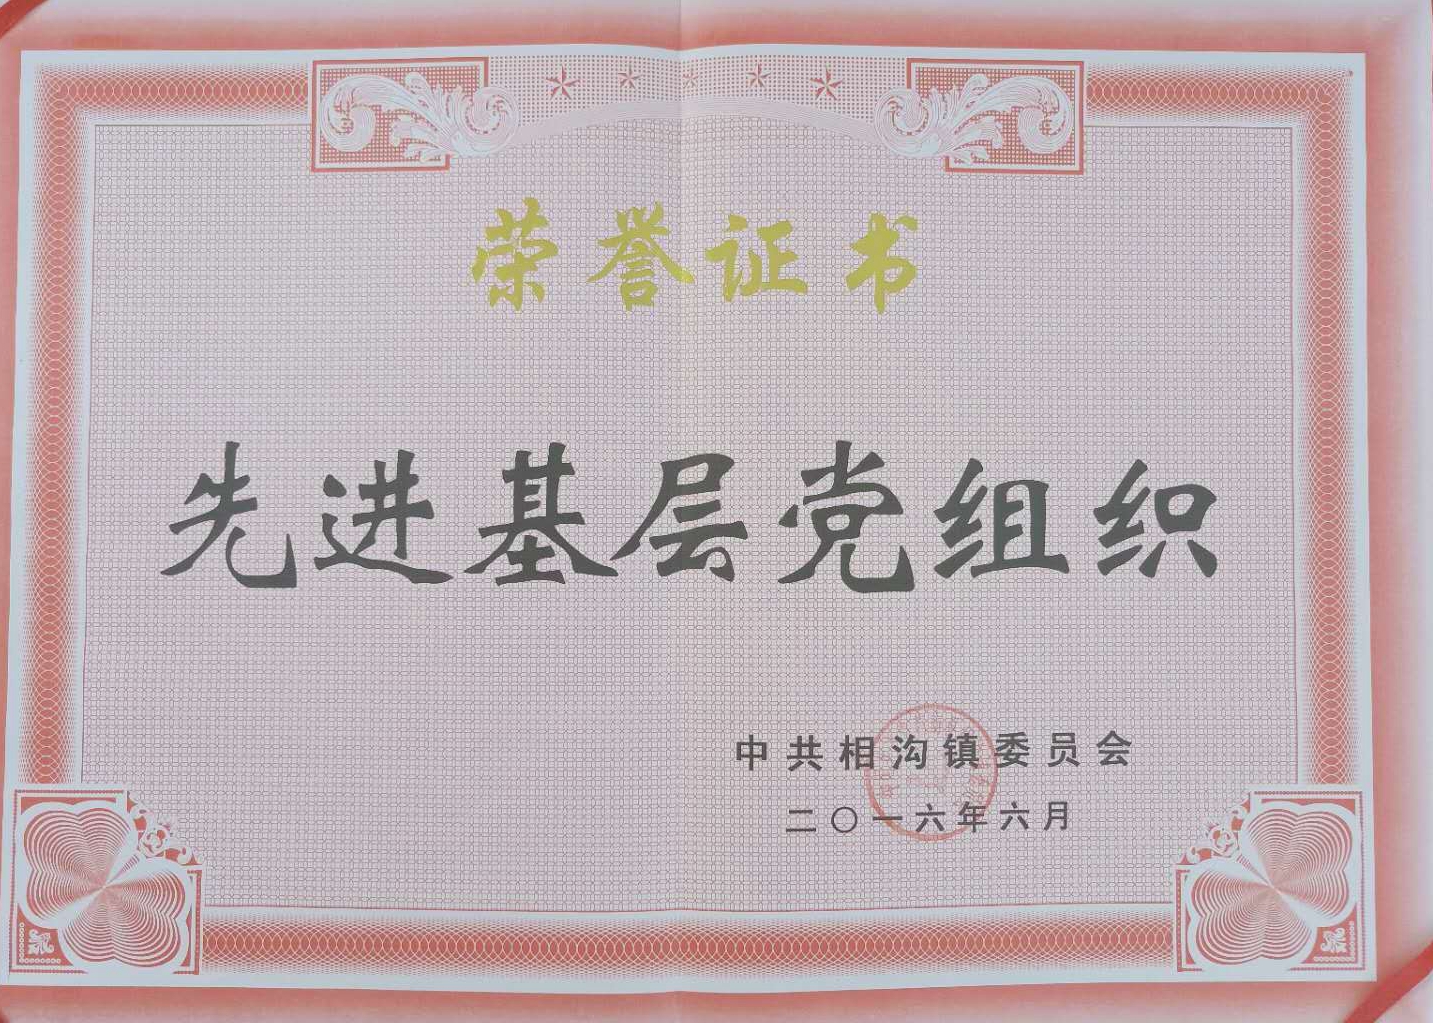 荣誉证书
先进基层党组织
中共相沟镇委员会
二〇一六年六月